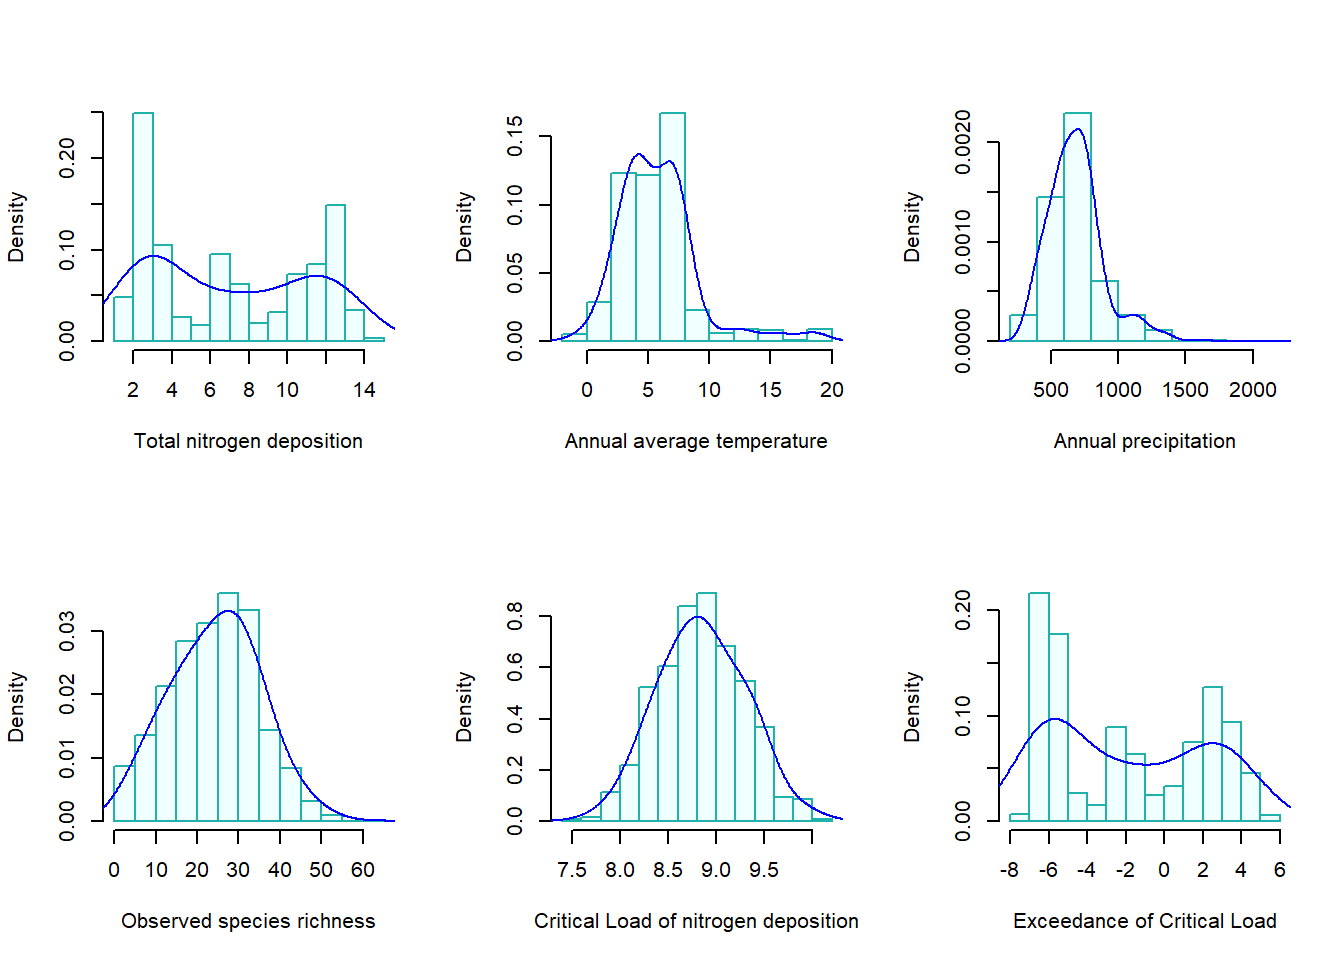 Density
0.00 0.10 0.20
2 4 6 8 10 14
Total nitrogen deposition
Density
0.00 0.05 0.10 0.15
0 5 10 15 20
Annual average temperature
Density
0.0000 0.0010 0.0020
500 1000 1500 2000
Annual precipitation
Density
0.00 0.01 0.02 0.03
0 10 20 30 40 50 60
Observed species richness
Density
0.0 0.2 0.4 0.6 0.8
7.5 8.0 8.5 9.0 9.5
Critical Load of nitrogen deposition
Density
0.00 0.10 0.20
-8 -6 -4 -2 0 2 4 6
Exceedance of Critical Load